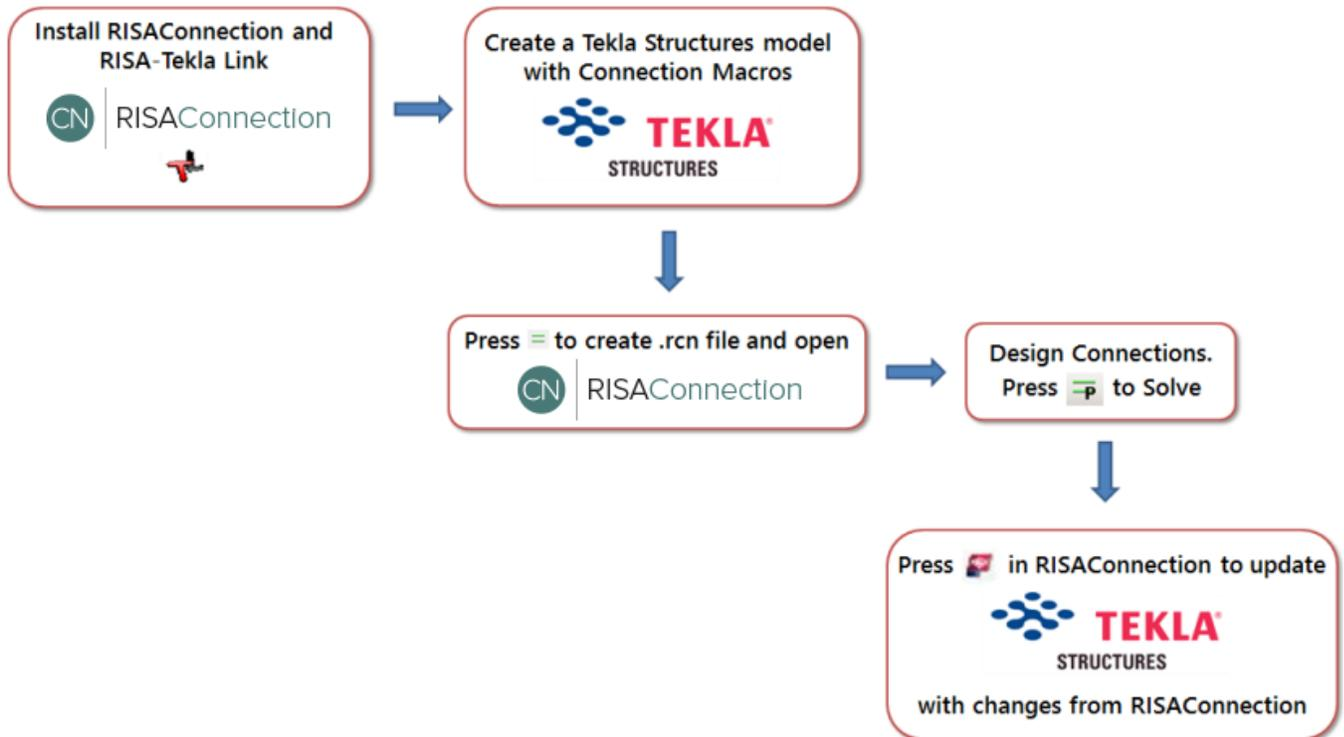 Install RISAConnection and
RISA-Tekla Link
CN RISAConnection
Create a Tekla Structures model
with Connection Macros
TEKLA®
STRUCTURES
Press = to create .rcn file and open
CN RISAConnection
Design Connections.
Press =P to Solve
Press in RISAConnection to update
TEKLA®
STRUCTURES
with changes from RISAConnection